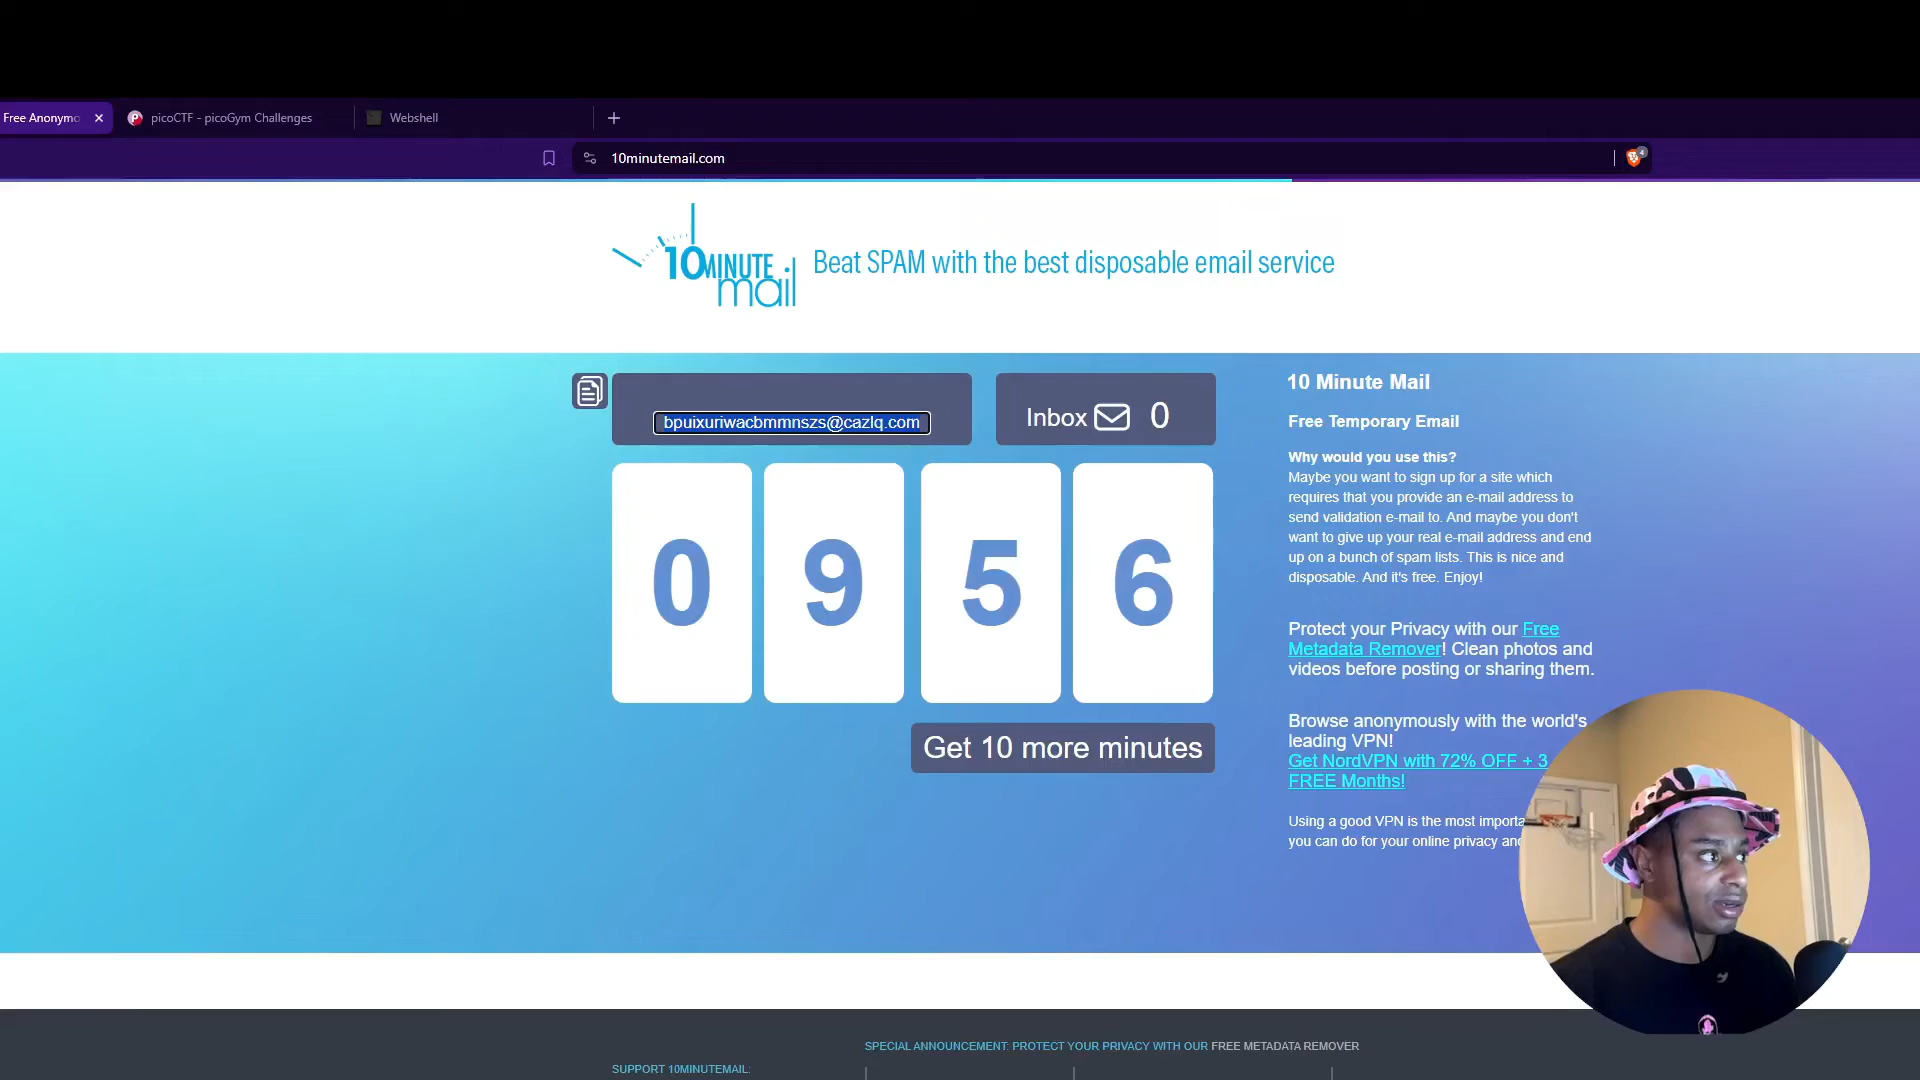 Free Anonymo
picoCTF - picoGym Challenges
Webshell
10minutemail.com
4
10MINUTE
mail
Beat SPAM with the best disposable email service
bpuixuriwacbmmnszs@cazlq.com
Inbox 0
0 9 5 6
Get 10 more minutes
10 Minute Mail
Free Temporary Email
Why would you use this?
Maybe you want to sign up for a site which
requires that you provide an e-mail address to
send validation e-mail to. And maybe you don't
want to give up your real e-mail address and end
up on a bunch of spam lists. This is nice and
disposable. And it's free. Enjoy!
Protect your Privacy with our Free
Metadata Remover! Clean photos and
videos before posting or sharing them.
Browse anonymously with the world's
leading VPN!
Get NordVPN with 72% OFF + 3
FREE Months!
Using a good VPN is the most importa
you can do for your online privacy and
SPECIAL ANNOUNCEMENT: PROTECT YOUR PRIVACY WITH OUR FREE METADATA REMOVER
SUPPORT 10MINUTEMAIL: